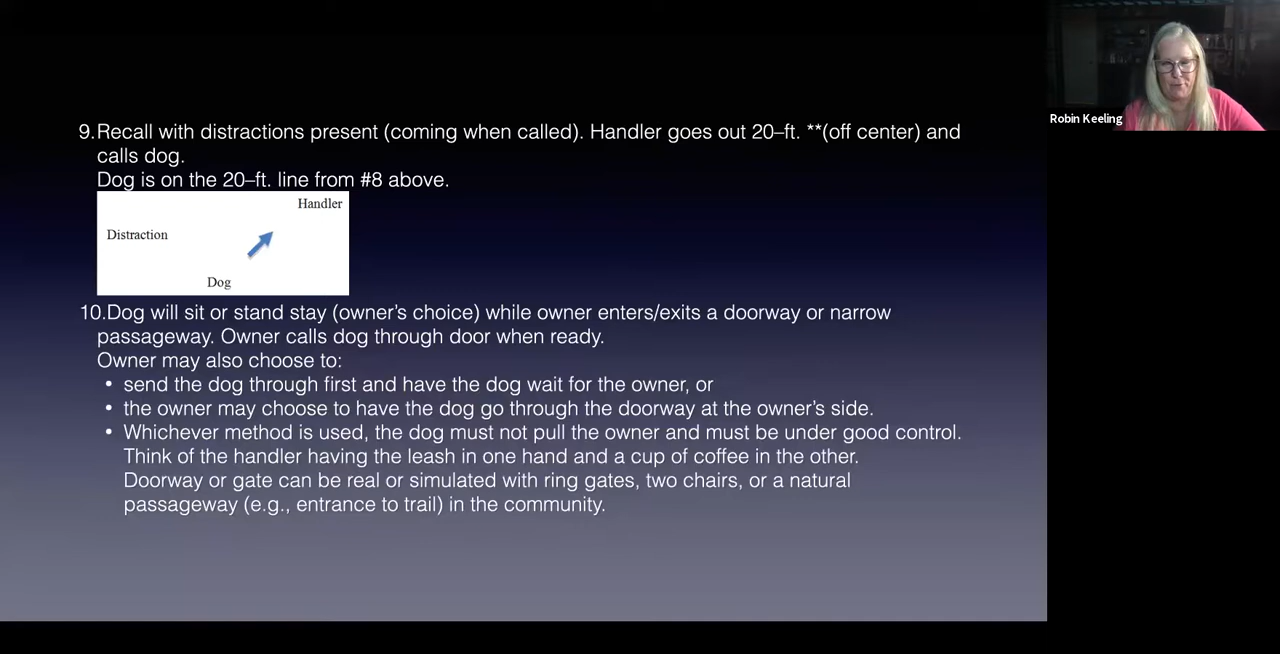 9. Recall with distractions present (coming when called). Handler goes out 20–ft. **(off center) and
calls dog.
Dog is on the 20–ft. line from #8 above.
Handler
Distraction
Dog
10. Dog will sit or stand stay (owner’s choice) while owner enters/exits a doorway or narrow
passageway. Owner calls dog through door when ready.
Owner may also choose to:
• send the dog through first and have the dog wait for the owner, or
• the owner may choose to have the dog go through the doorway at the owner’s side.
• Whichever method is used, the dog must not pull the owner and must be under good control.
Think of the handler having the leash in one hand and a cup of coffee in the other.
Doorway or gate can be real or simulated with ring gates, two chairs, or a natural
passageway (e.g., entrance to trail) in the community.
Robin Keeling